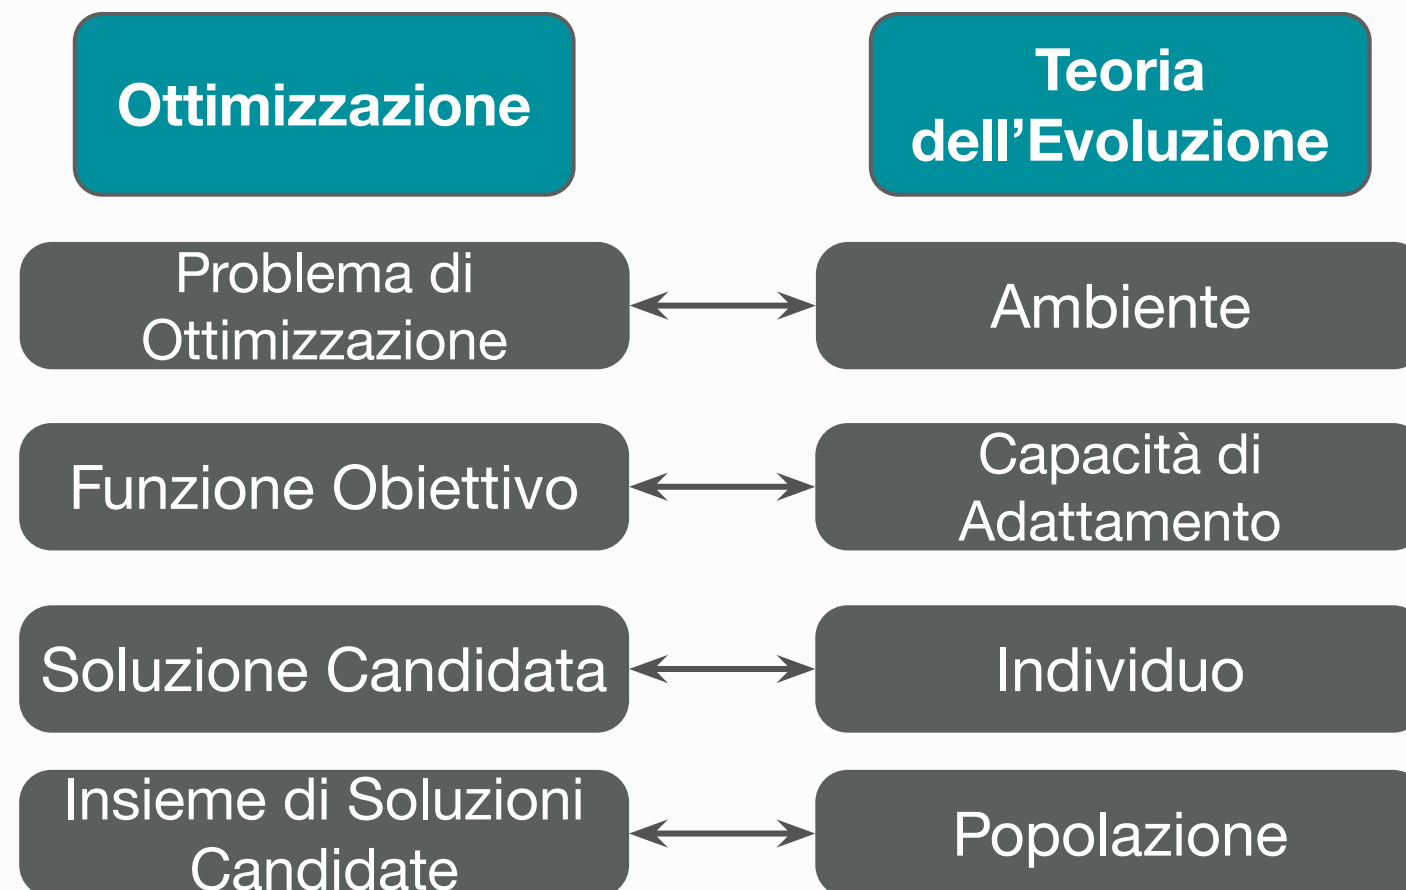 Ottimizzazione
Teoria
dell’Evoluzione
Problema di
Ottimizzazione
Ambiente
Funzione Obiettivo
Capacità di
Adattamento
Soluzione Candidata
Individuo
Insieme di Soluzioni
Candidate
Popolazione